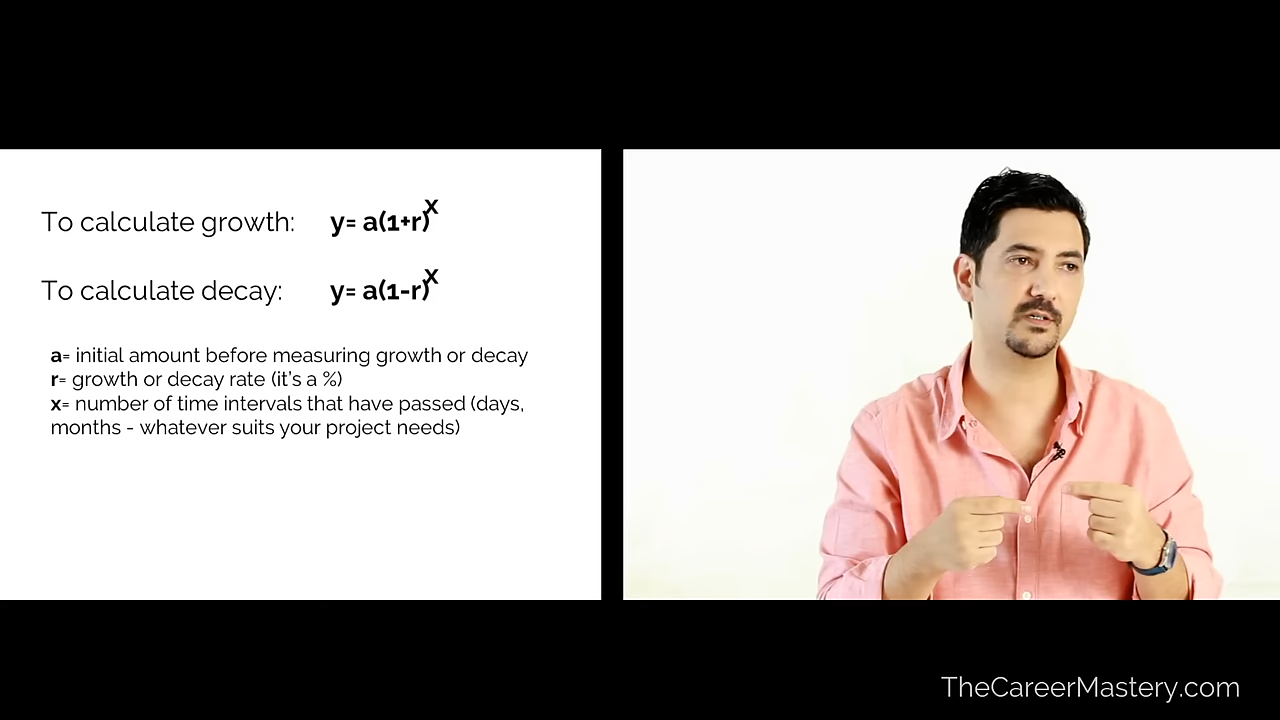 To calculate growth: y= a(1+r)^x
To calculate decay: y= a(1-r)^x
a= initial amount before measuring growth or decay
r= growth or decay rate (it's a %)
x= number of time intervals that have passed (days,
months - whatever suits your project needs)
TheCareerMastery.com